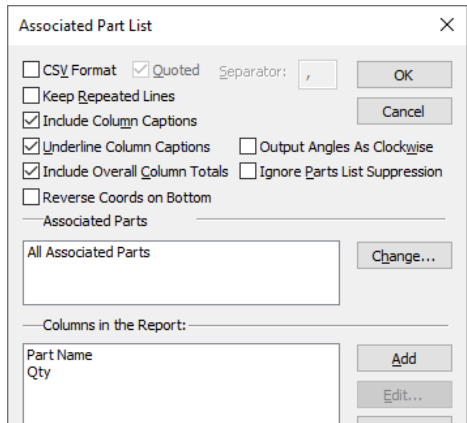 Associated Part List
CSV Format Quoted Separator: ,
OK
Keep Repeated Lines
Cancel
Include Column Captions
Underline Column Captions Output Angles As Clockwise
Include Overall Column Totals Ignore Parts List Suppression
Reverse Coords on Bottom
Associated Parts
All Associated Parts
Change...
Columns in the Report:
Part Name
Add
Qty
Edit...